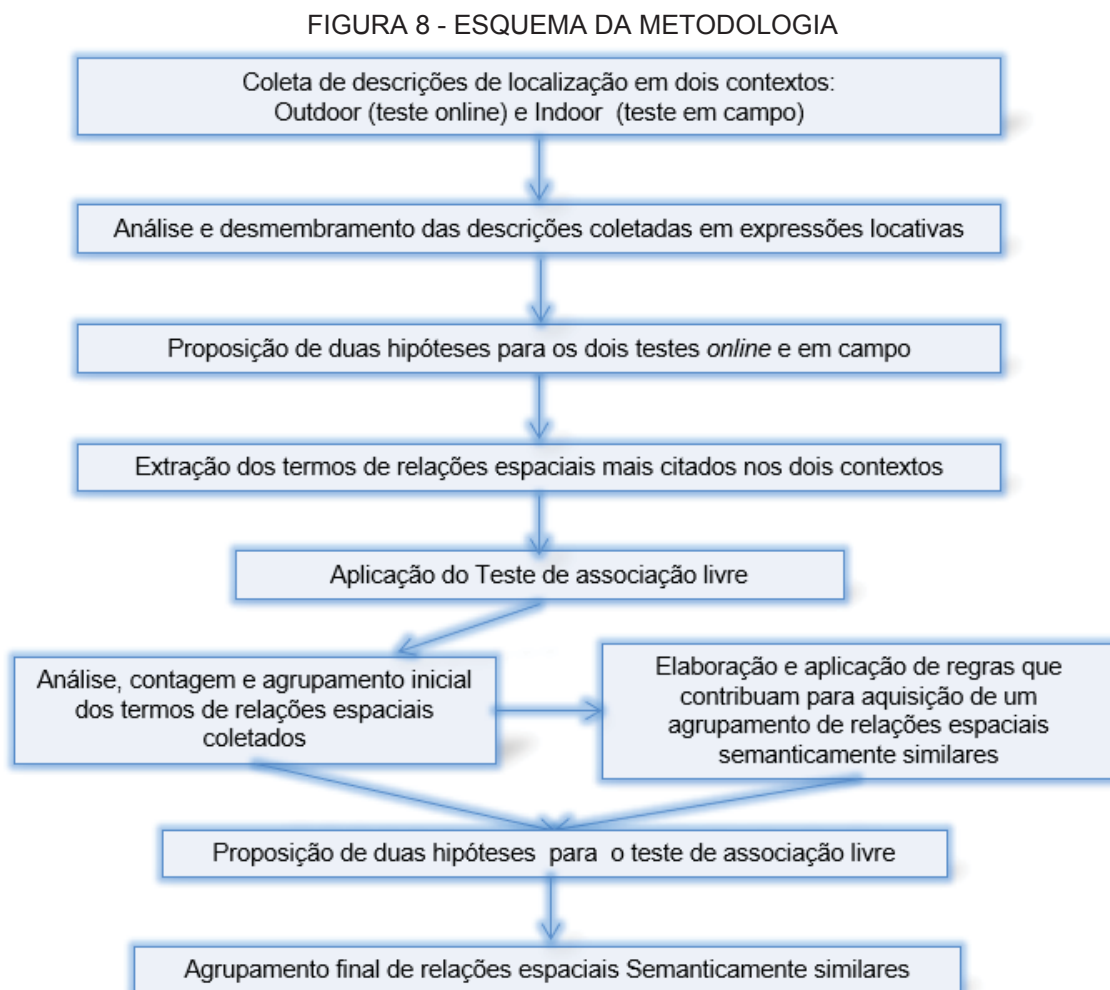 FIGURA 8 - ESQUEMA DA METODOLOGIA
Coleta de descrições de localização em dois contextos:
Outdoor (teste online) e Indoor (teste em campo)
Análise e desmembramento das descrições coletadas em expressões locativas
Proposição de duas hipóteses para os dois testes online e em campo
Extração dos termos de relações espaciais mais citados nos dois contextos
Aplicação do Teste de associação livre
Análise, contagem e agrupamento inicial
dos termos de relações espaciais
coletados
Elaboração e aplicação de regras que
contribuam para aquisição de um
agrupamento de relações espaciais
semanticamente similares
Proposição de duas hipóteses para o teste de associação livre
Agrupamento final de relações espaciais Semanticamente similares